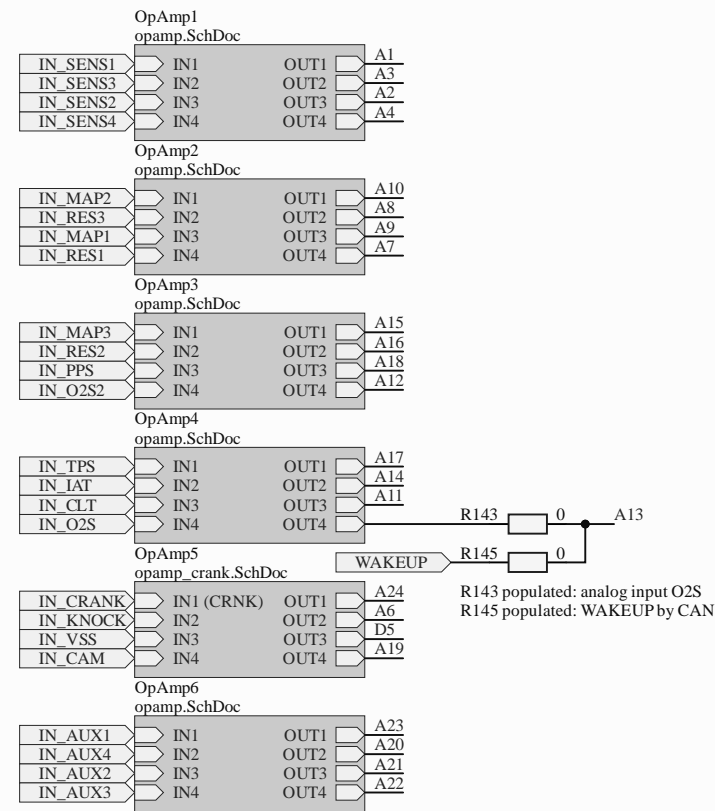 OpAmp1
opamp.SchDoc
IN_SENS1 IN1 OUT1 A1
IN_SENS3 IN2 OUT2 A3
IN_SENS2 IN3 OUT3 A2
IN_SENS4 IN4 OUT4 A4
OpAmp2
opamp.SchDoc
IN_MAP2 IN1 OUT1 A10
IN_RES3 IN2 OUT2 A8
IN_MAP1 IN3 OUT3 A9
IN_RES1 IN4 OUT4 A7
OpAmp3
opamp.SchDoc
IN_MAP3 IN1 OUT1 A15
IN_RES2 IN2 OUT2 A16
IN_PPS IN3 OUT3 A18
IN_O2S2 IN4 OUT4 A12
OpAmp4
opamp.SchDoc
IN_TPS IN1 OUT1 A17
IN_IAT IN2 OUT2 A14
IN_CLT IN3 OUT3 A11
IN_O2S IN4 OUT4 R143 0 A13
WAKEUP R145 0
R143 populated: analog input O2S
R145 populated: WAKEUP by CAN
OpAmp5
opamp_crank.SchDoc
IN_CRANK IN1 (CRNK) OUT1 A24
IN_KNOCK IN2 OUT2 A6
IN_VSS IN3 OUT3 D5
IN_CAM IN4 OUT4 A19
OpAmp6
opamp.SchDoc
IN_AUX1 IN1 OUT1 A23
IN_AUX4 IN2 OUT2 A20
IN_AUX2 IN3 OUT3 A21
IN_AUX3 IN4 OUT4 A22